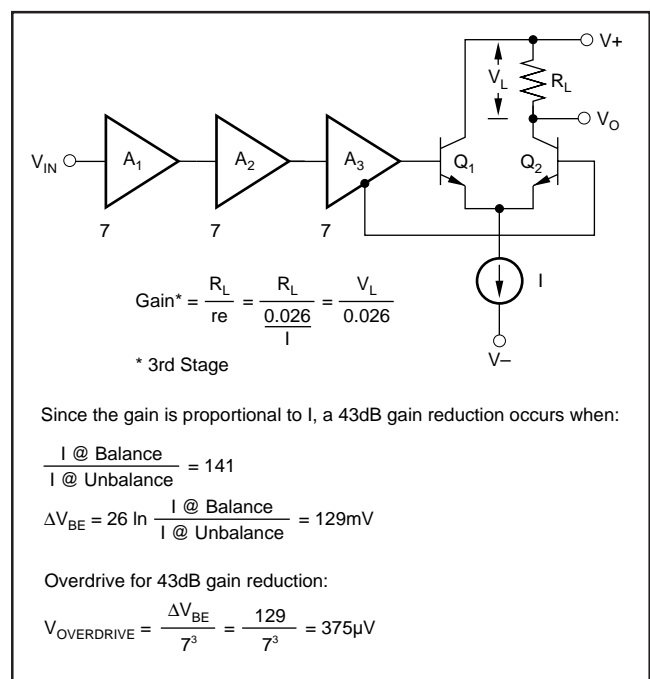 V+
V_L
R_L
V_O
V_IN
A_1
A_2
A_3
Q_1
Q_2
7
7
7
I
V–
Gain* = R_L / re = R_L / (0.026 / I) = V_L / 0.026
* 3rd Stage
Since the gain is proportional to I, a 43dB gain reduction occurs when:
I @ Balance / I @ Unbalance = 141
ΔV_BE = 26 ln I @ Balance / I @ Unbalance = 129mV
Overdrive for 43dB gain reduction:
V_OVERDRIVE = ΔV_BE / 7³ = 129 / 7³ = 375µV